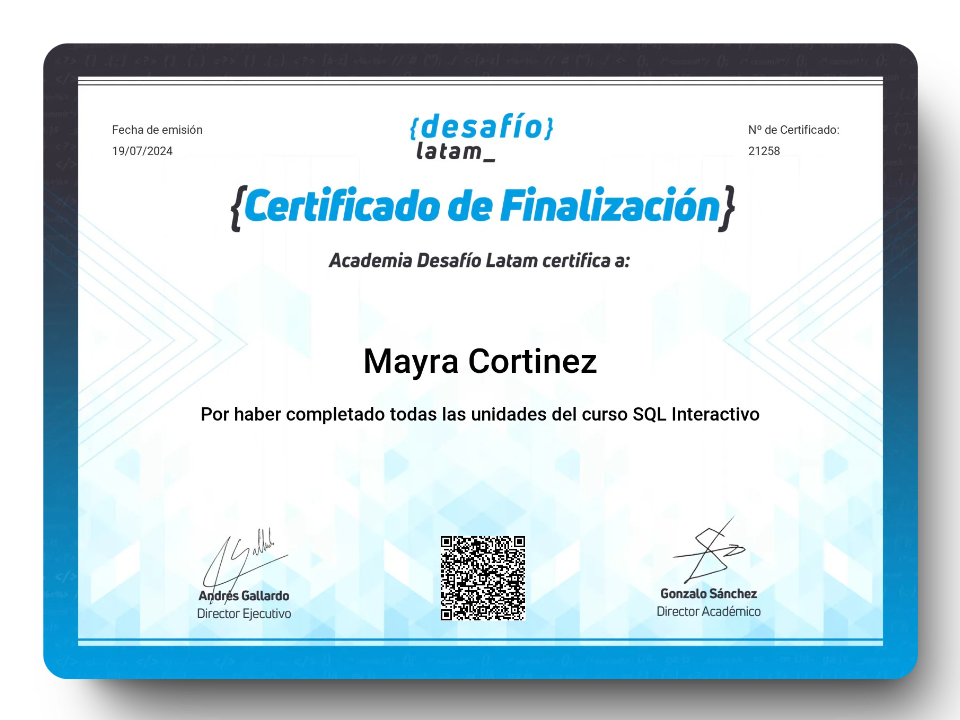 Fecha de emisión
19/07/2024
{desafío}
latam_
Nº de Certificado:
21258
{Certificado de Finalización}
Academia Desafío Latam certifica a:
Mayra Cortinez
Por haber completado todas las unidades del curso SQL Interactivo
Andrés Gallardo
Director Ejecutivo
Gonzalo Sánchez
Director Académico